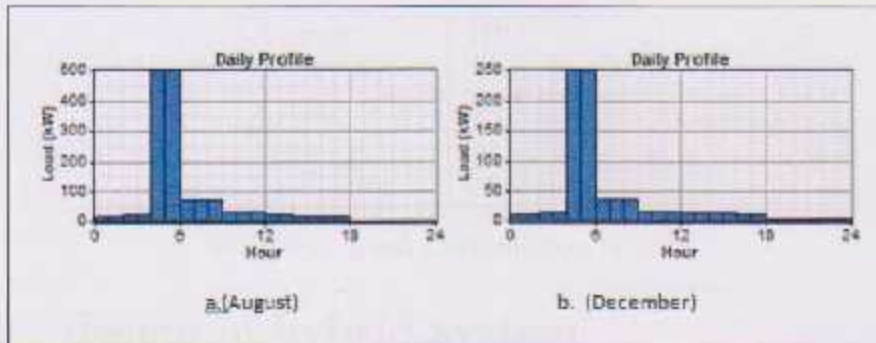 Daily Profile
500
400
300
200
100
0
Load (kW)
0 6 12 18 24
Hour
Daily Profile
250
200
150
100
50
0
Load (kW)
0 6 12 18 24
Hour
a.(August)
b. (December)